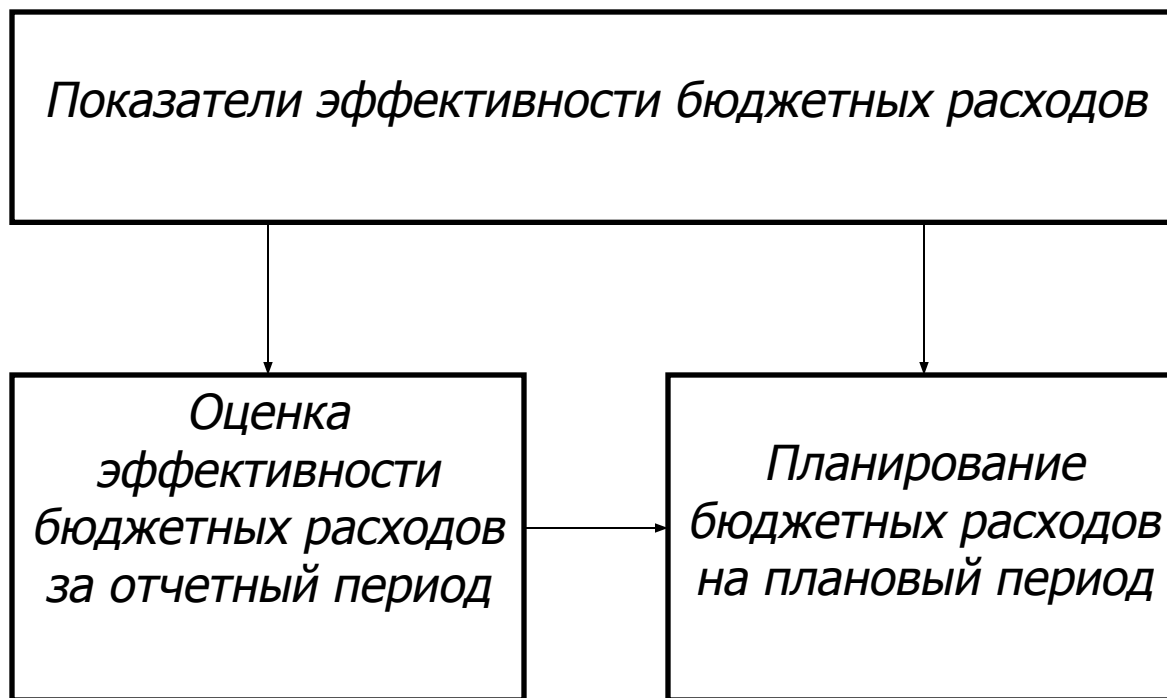 Показатели эффективности бюджетных расходов
Оценка
эффективности
бюджетных расходов
за отчетный период
Планирование
бюджетных расходов
на плановый период